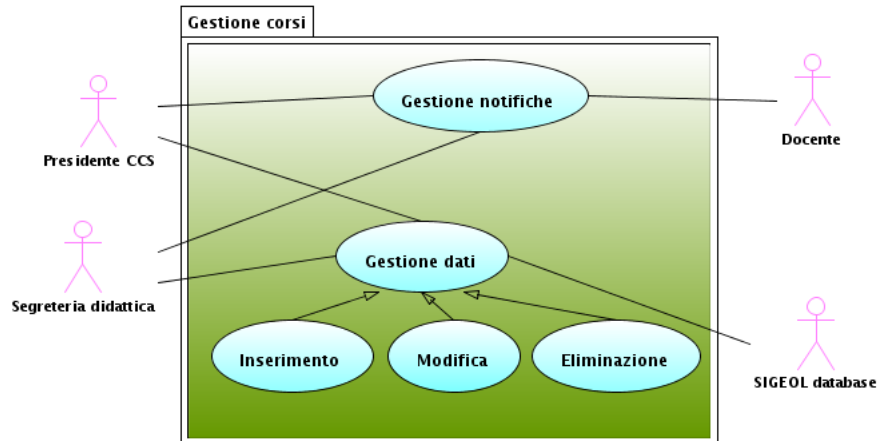 Gestione corsi
Gestione notifiche
Presidente CCS
Docente
Gestione dati
Segreteria didattica
Inserimento
Modifica
Eliminazione
SIGEOL database